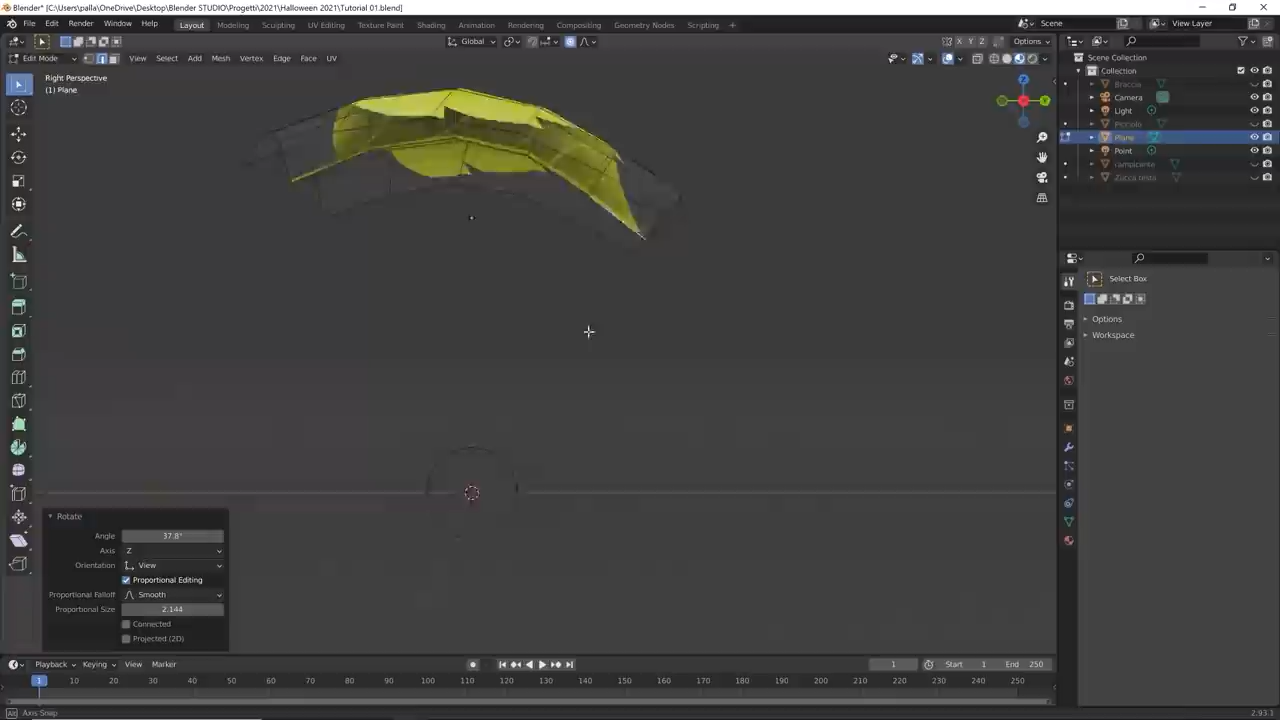 Blender* [C:\Users\palla\OneDrive\Desktop\Blender STUDIO\Progetti\2021\Halloween 2021\Tutorial 01.blend]
File Edit Render Window Help Layout Modeling Sculpting UV Editing Texture Paint Shading Animation Rendering Compositing Geometry Nodes Scripting + Scene View Layer
Global X Y Z Options
Edit Mode View Select Add Mesh Vertex Edge Face UV
Right Perspective
(1) Plane
Z
Y
Scene Collection
Collection
Braccia
Camera
Light
Piccolo
Plane
Point
rampicante
Zucca testa
Select Box
Options
Workspace
Rotate
Angle 37.8°
Axis Z
Orientation View
Proportional Editing
Proportional Falloff Smooth
Proportional Size 2.144
Connected
Projected (2D)
Playback Keying View Marker 1 Start 1 End 250
1 10 20 30 40 50 60 70 80 90 100 110 120 130 140 150 160 170 180 190 200 210 220 230 240 250
Axis Snap 2.93.1